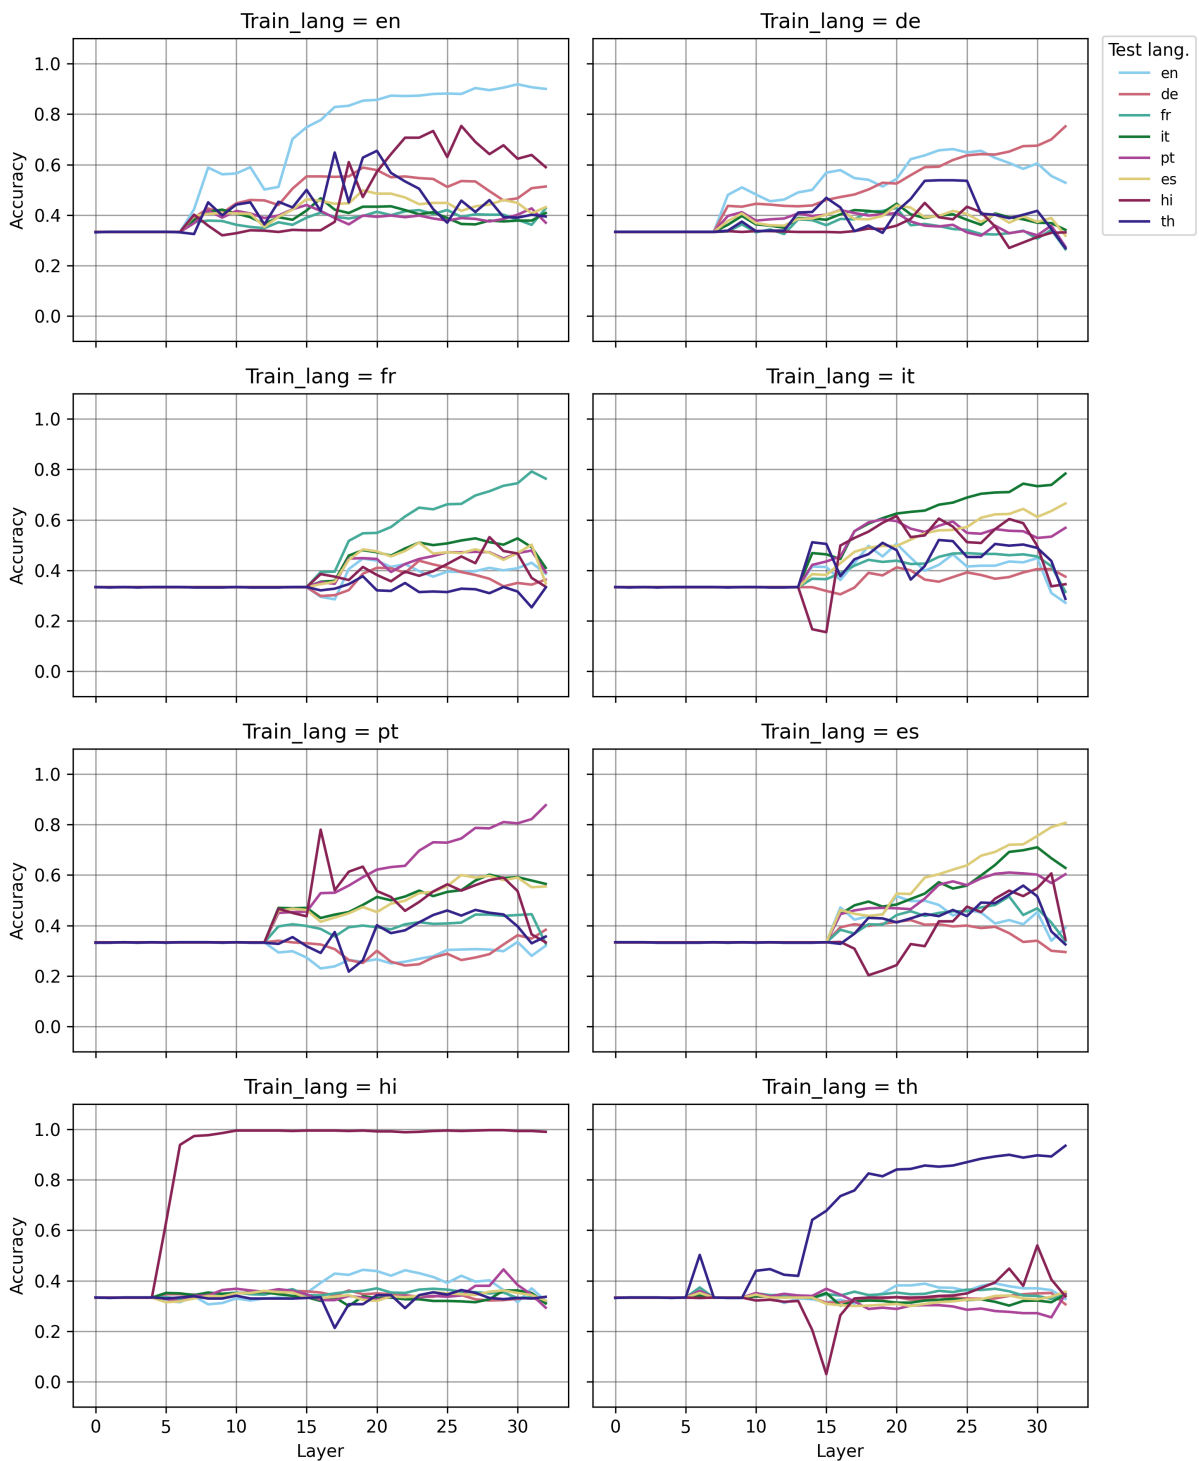 Train_lang = en
Train_lang = de
1.0
0.8
0.6
0.4
0.2
0.0
Accuracy
Test lang.
en
de
fr
it
pt
es
hi
th
Train_lang = fr
Train_lang = it
1.0
0.8
0.6
0.4
0.2
0.0
Accuracy
Train_lang = pt
Train_lang = es
1.0
0.8
0.6
0.4
0.2
0.0
Accuracy
Train_lang = hi
Train_lang = th
1.0
0.8
0.6
0.4
0.2
0.0
Accuracy
0 5 10 15 20 25 30
Layer
0 5 10 15 20 25 30
Layer